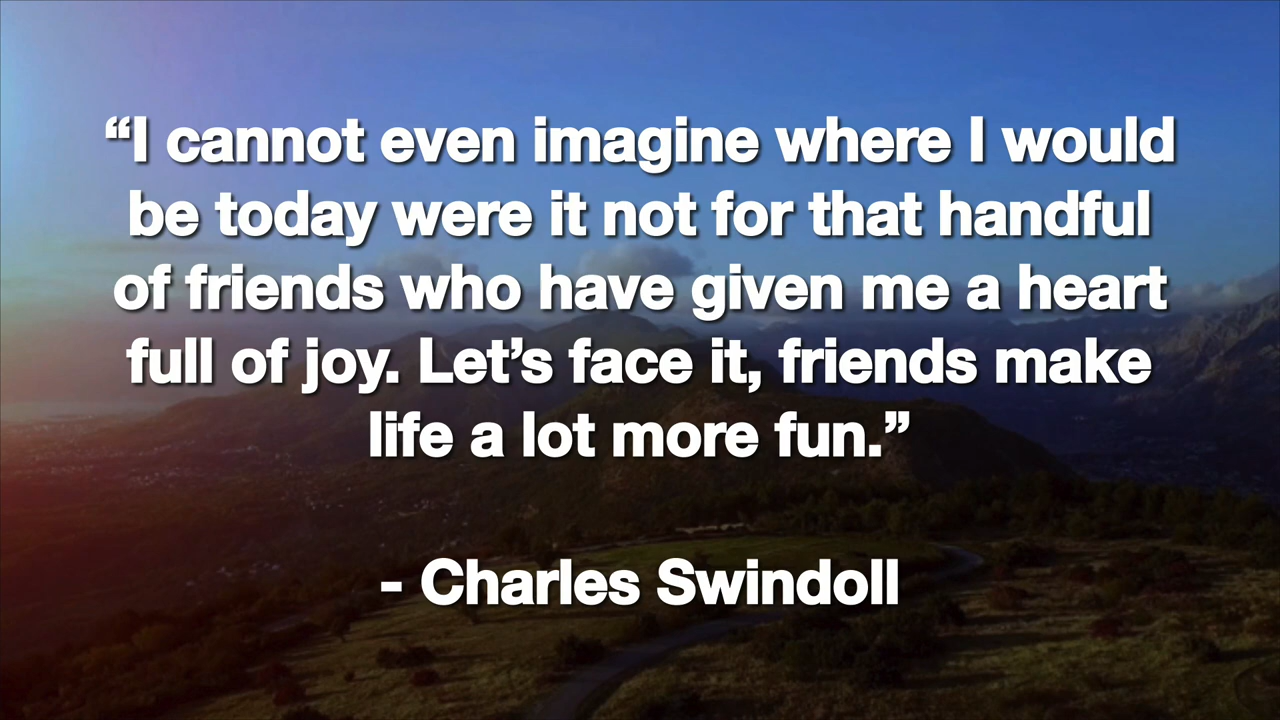 “I cannot even imagine where I would
be today were it not for that handful
of friends who have given me a heart
full of joy. Let’s face it, friends make
life a lot more fun.”
- Charles Swindoll